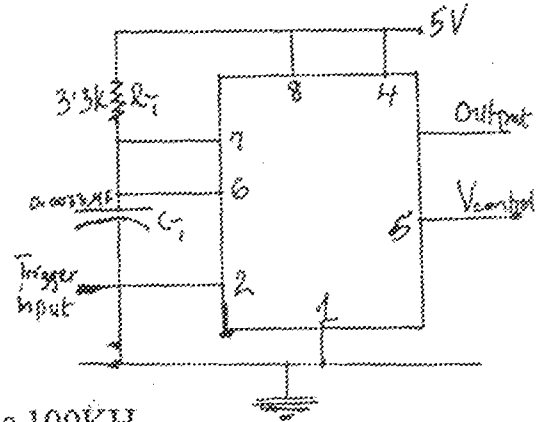 5V
3.3k R₁
8
4
7
Output
6
C₁
Vcontrol
5
Trigger
input
2
1
100KH